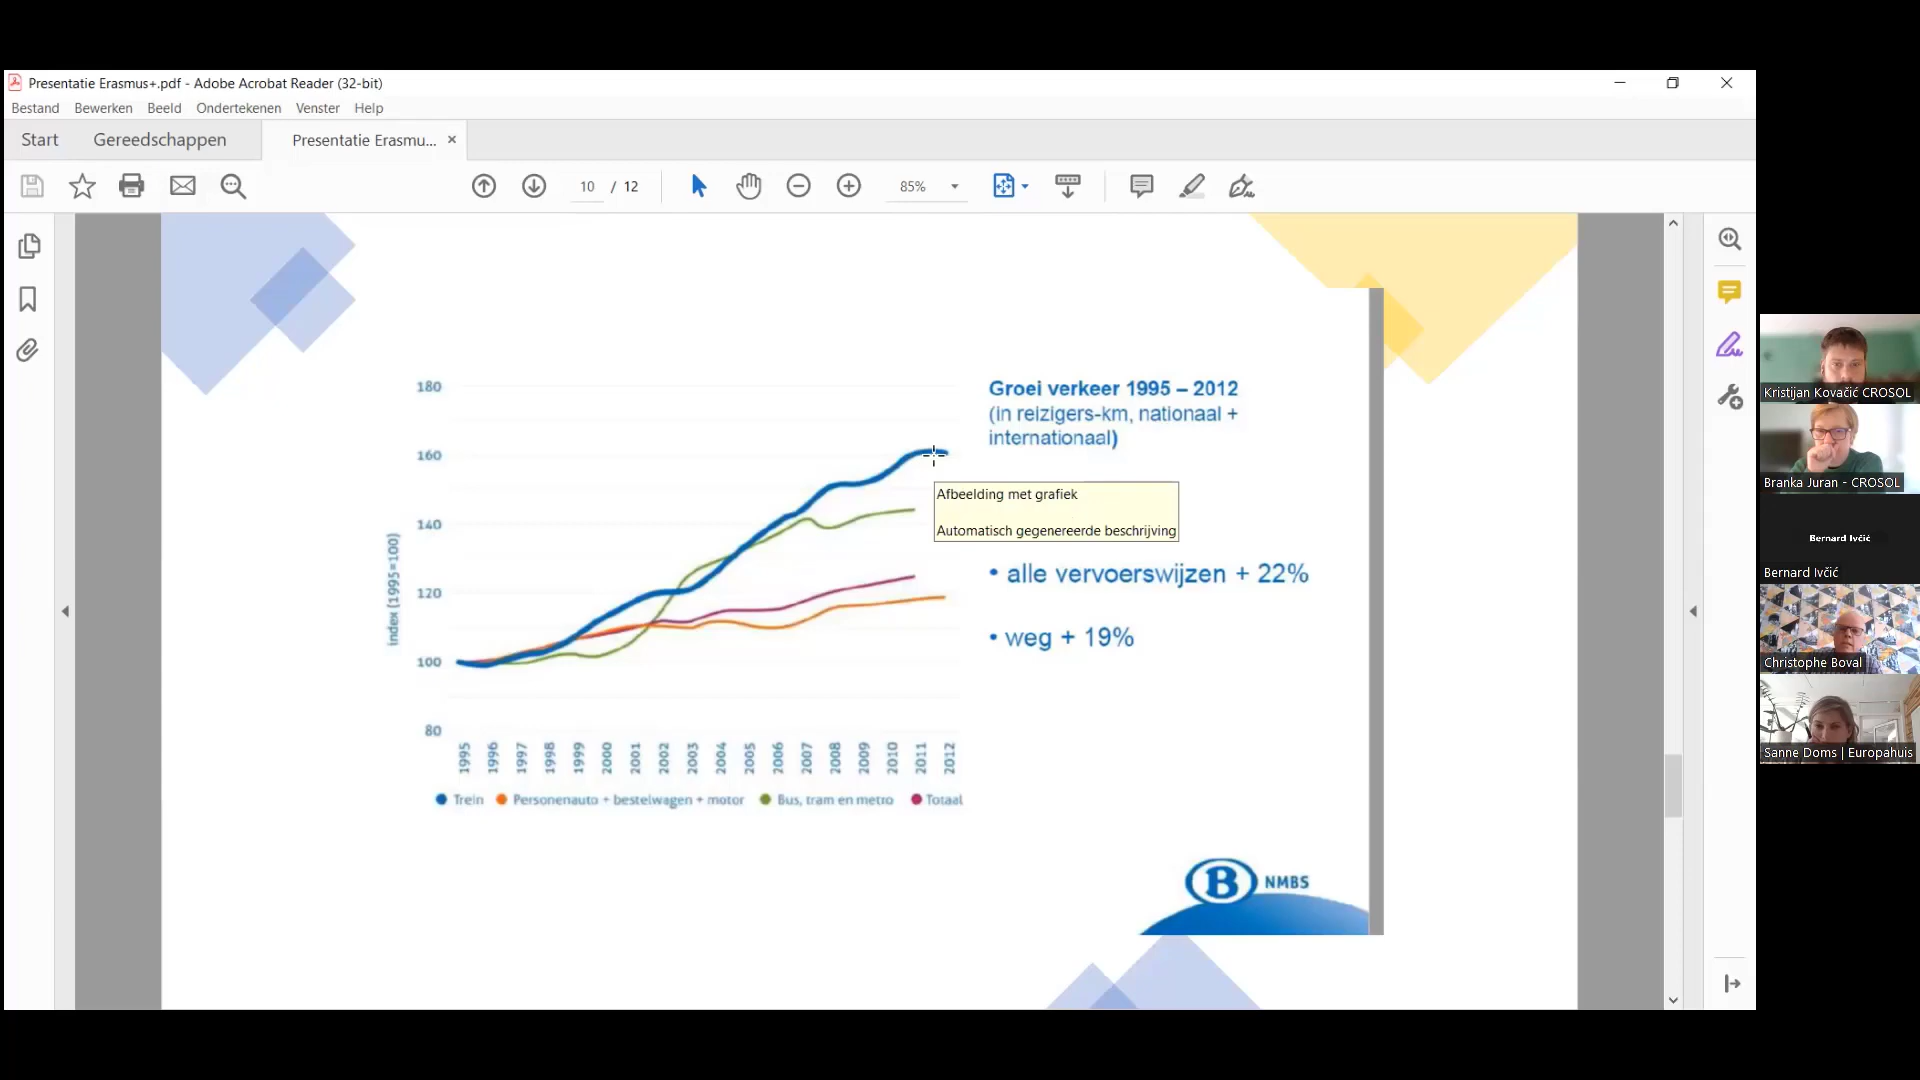 Presentatie Erasmus+.pdf - Adobe Acrobat Reader (32-bit)
Bestand Bewerken Beeld Ondertekenen Venster Help
Start Gereedschappen Presentatie Erasmu... ×
10 / 12 85%
180
160
140
120
100
80
index (1995=100)
1995 1996 1997 1998 1999 2000 2001 2002 2003 2004 2005 2006 2007 2008 2009 2010 2011 2012
Trein Personenauto + bestelwagen + motor Bus, tram en metro Totaal
Groei verkeer 1995 – 2012
(in reizigers-km, nationaal +
internationaal)
Afbeelding met grafiek
Automatisch gegenereerde beschrijving
• alle vervoerswijzen + 22%
• weg + 19%
B NMBS
Kristijan Kovačić CROSOL
Branka Juran - CROSOL
Bernard Ivčić
Bernard Ivčić
Christophe Boval
Sanne Doms | Europahuis